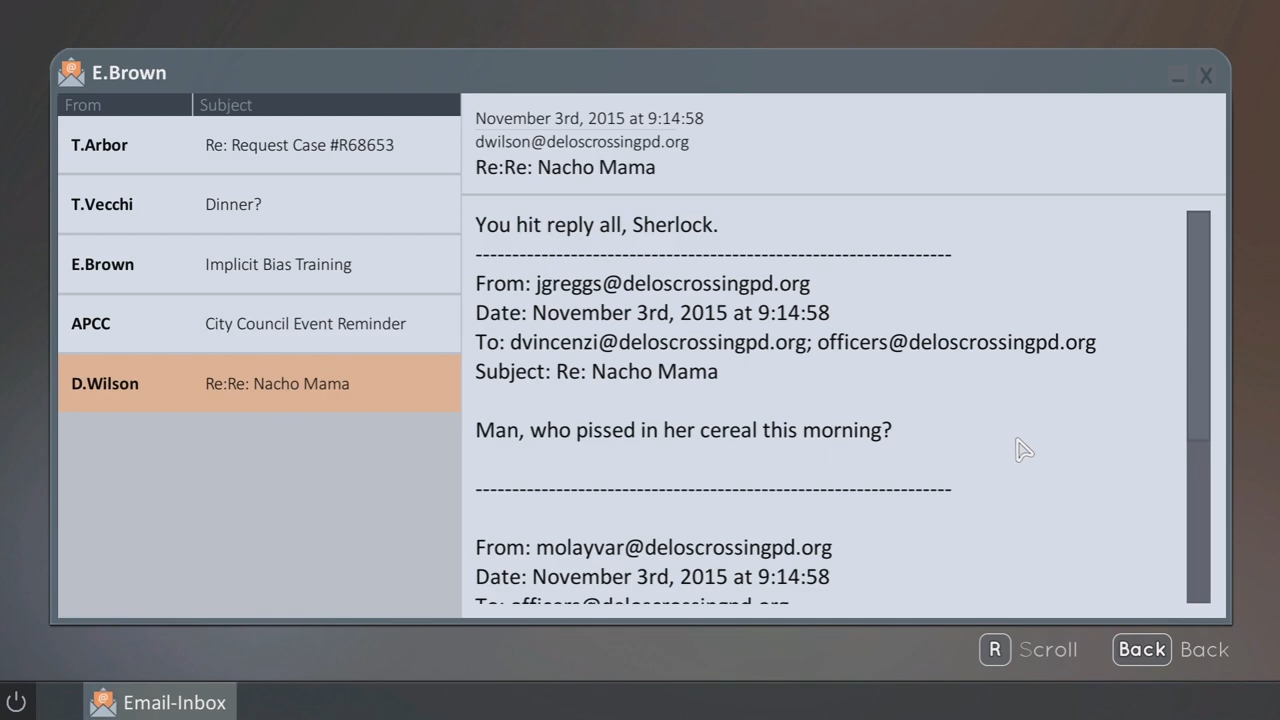 E.Brown
From Subject
T.Arbor Re: Request Case #R68653
T.Vecchi Dinner?
E.Brown Implicit Bias Training
APCC City Council Event Reminder
D.Wilson Re:Re: Nacho Mama
November 3rd, 2015 at 9:14:58
dwilson@deloscrossingpd.org
Re:Re: Nacho Mama
You hit reply all, Sherlock.
-----------------------------------------------------------------
From: jgreggs@deloscrossingpd.org
Date: November 3rd, 2015 at 9:14:58
To: dvincenzi@deloscrossingpd.org; officers@deloscrossingpd.org
Subject: Re: Nacho Mama
Man, who pissed in her cereal this morning?
-----------------------------------------------------------------
From: molayvar@deloscrossingpd.org
Date: November 3rd, 2015 at 9:14:58
To: officers@deloscrossingpd.org
R Scroll Back Back
Email-Inbox